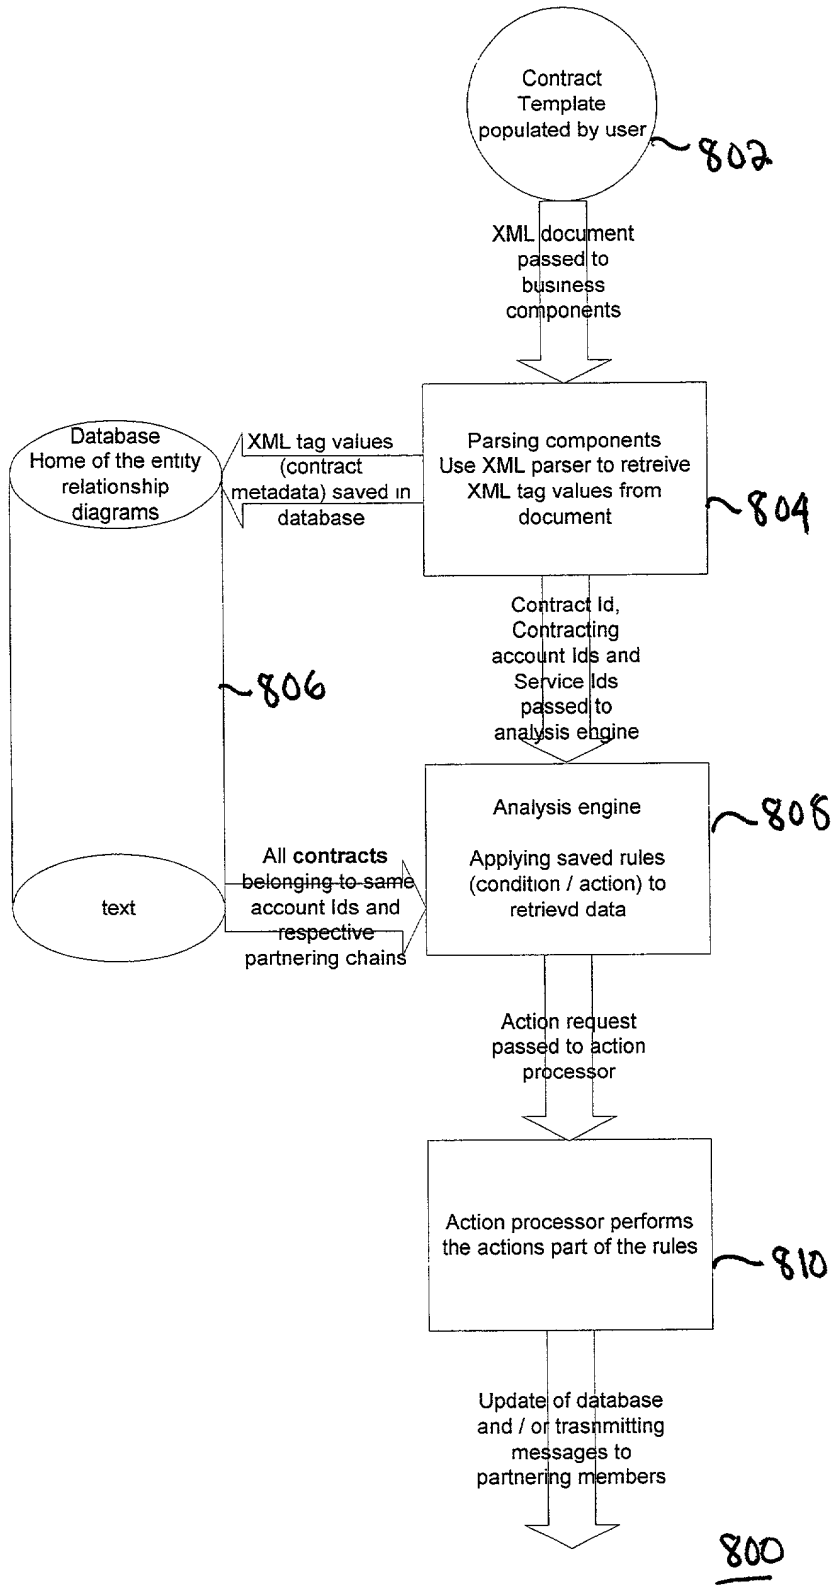 Contract
Template
populated by user
802
XML document
passed to
business
components
Parsing components
Use XML parser to retreive
XML tag values from
document
804
XML tag values
(contract
metadata) saved in
database
Database
Home of the entity
relationship
diagrams
806
Contract Id,
Contracting
account Ids and
Service Ids
passed to
analysis engine
Analysis engine
Applying saved rules
(condition / action) to
retrievd data
808
All contracts
belonging to same
account Ids and
respective
partnering chains
text
Action request
passed to action
processor
Action processor performs
the actions part of the rules
810
Update of database
and / or trasnmitting
messages to
partnering members
800